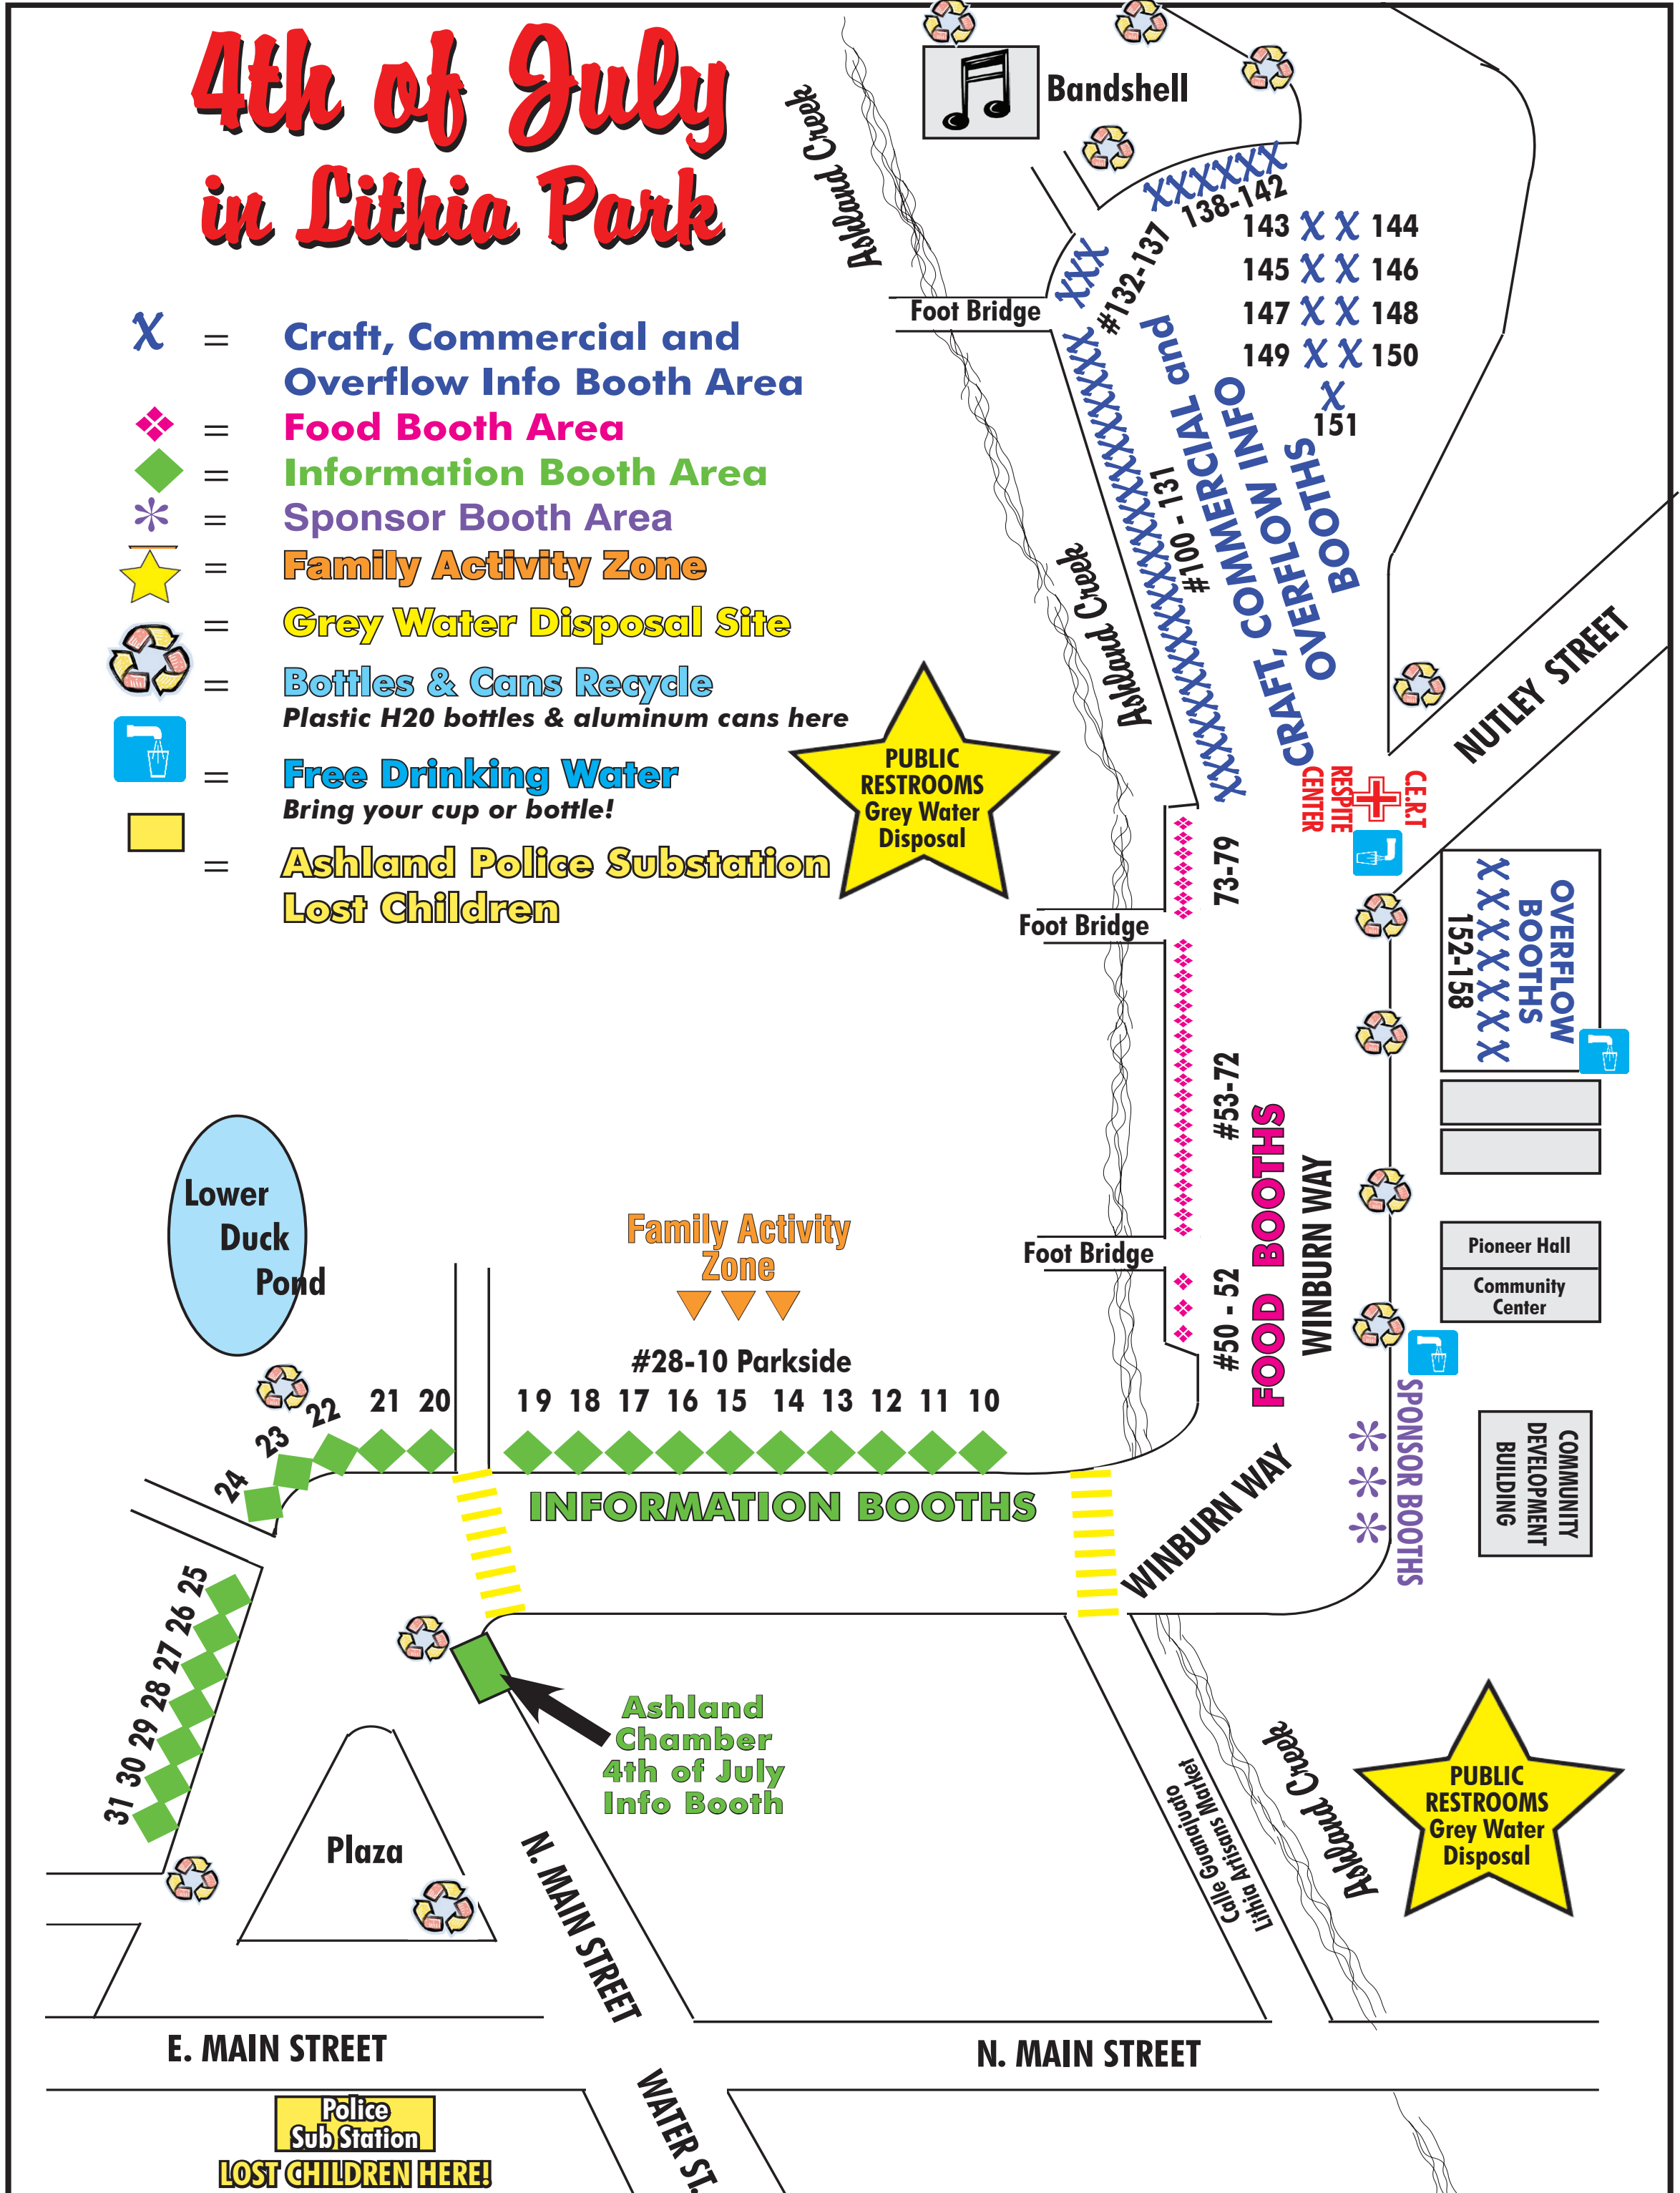 4th of July
in Lithia Park
X = Craft, Commercial and
Overflow Info Booth Area
= Food Booth Area
= Information Booth Area
= Sponsor Booth Area
= Family Activity Zone
= Grey Water Disposal Site
= Bottles & Cans Recycle
Plastic H20 bottles & aluminum cans here
= Free Drinking Water
Bring your cup or bottle!
= Ashland Police Substation
Lost Children
Bandshell
Ashland Creek
XXXXXX
138-142
XXX
#132-137
143 X X 144
145 X X 146
147 X X 148
149 X X 150
X
151
Foot Bridge
#100 - 131
CRAFT, COMMERCIAL and
OVERFLOW INFO
BOOTHS
Ashland Creek
NUTLEY STREET
PUBLIC
RESTROOMS
Grey Water
Disposal
C.E.R.T
RESPITE
CENTER
73-79
Foot Bridge
OVERFLOW
BOOTHS
XXXXXXXX
152-158
#53-72
FOOD BOOTHS
WINBURN WAY
Foot Bridge
#50 - 52
Pioneer Hall
Community
Center
Lower
Duck
Pond
Family Activity
Zone
#28-10 Parkside
24 23 22 21 20 19 18 17 16 15 14 13 12 11 10
INFORMATION BOOTHS
WINBURN WAY
SPONSOR BOOTHS
COMMUNITY
DEVELOPMENT
BUILDING
31 30 29 28 27 26 25
Ashland
Chamber
4th of July
Info Booth
Plaza
N. MAIN STREET
Calle Guanajuato
Lithia Artisans Market
Ashland Creek
PUBLIC
RESTROOMS
Grey Water
Disposal
E. MAIN STREET
N. MAIN STREET
WATER ST.
Police
Sub Station
LOST CHILDREN HERE!